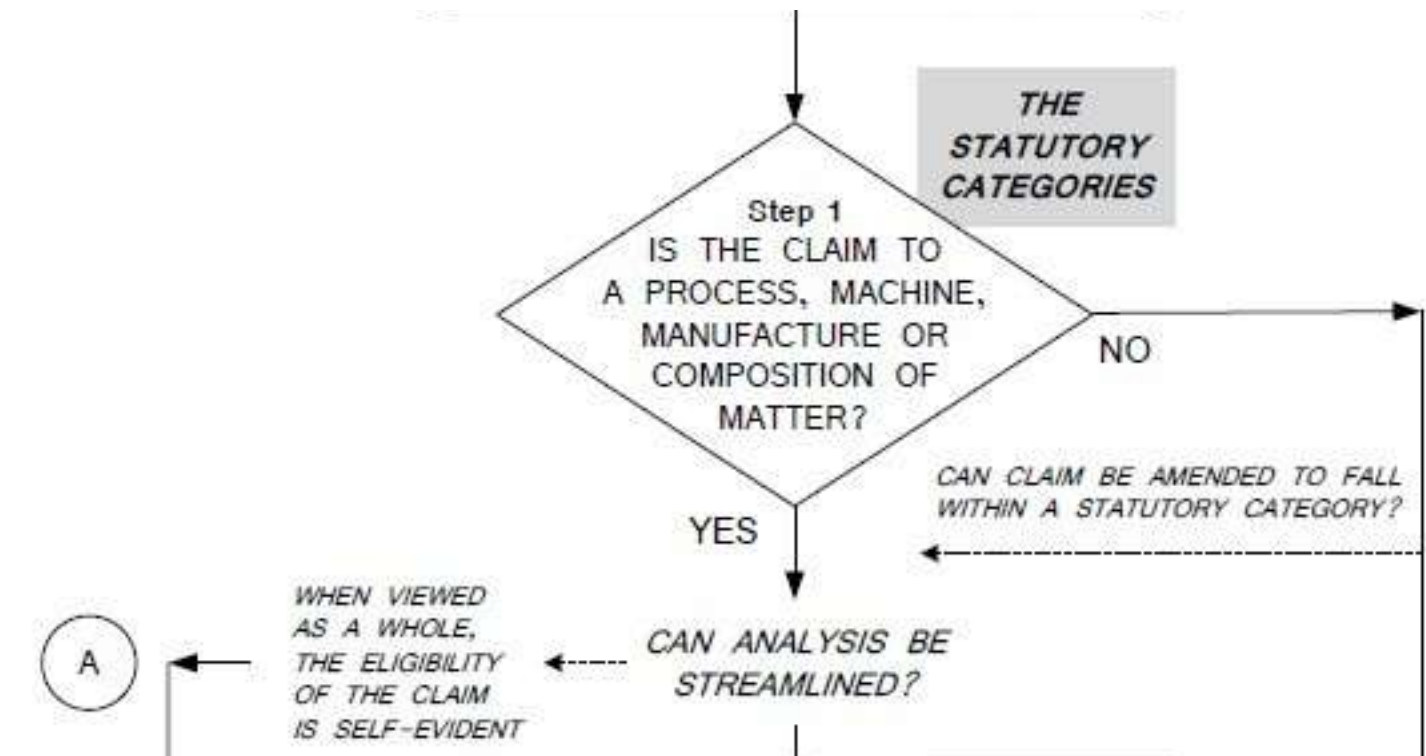 THE
STATUTORY
CATEGORIES
Step 1
IS THE CLAIM TO
A PROCESS, MACHINE,
MANUFACTURE OR
COMPOSITION OF
MATTER?
NO
CAN CLAIM BE AMENDED TO FALL
WITHIN A STATUTORY CATEGORY?
YES
WHEN VIEWED
AS A WHOLE,
THE ELIGIBILITY
OF THE CLAIM
IS SELF-EVIDENT
A
CAN ANALYSIS BE
STREAMLINED?